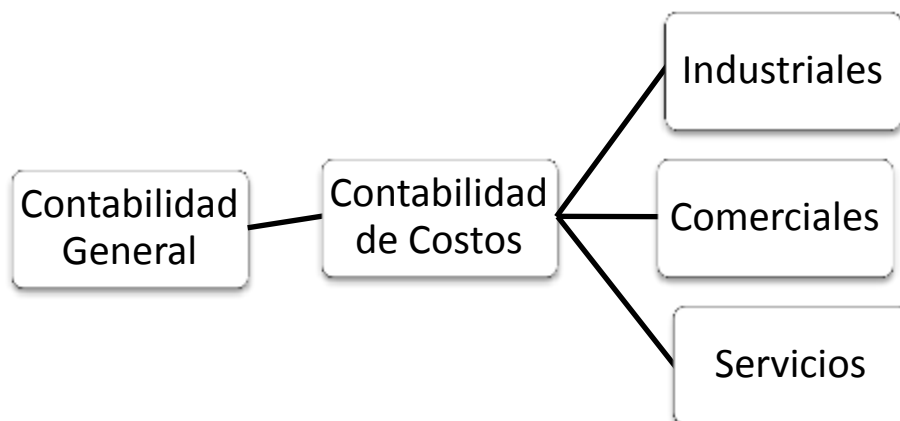 Contabilidad
General
Contabilidad
de Costos
Industriales
Comerciales
Servicios